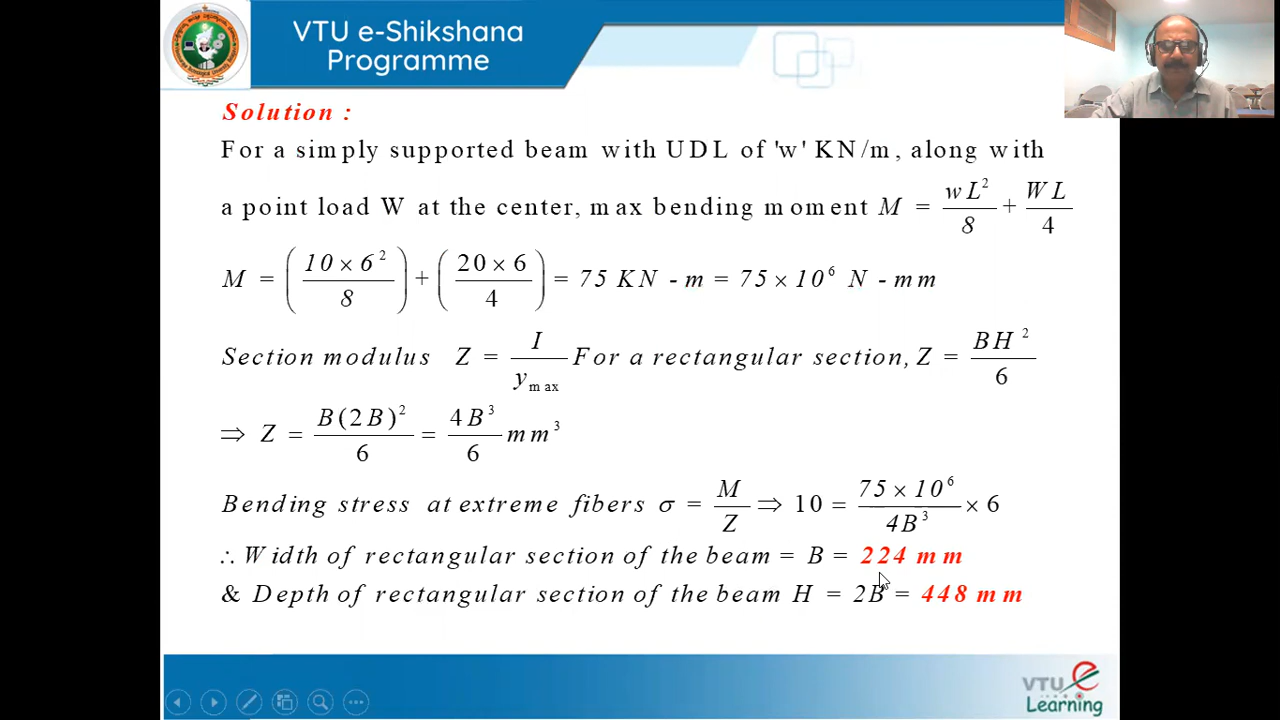 VTU e-Shikshana
Programme
Solution :
For a simply supported beam with UDL of 'w' KN/m, along with
a point load W at the center, max bending moment M = wL²/8 + WL/4
M = (10 × 6²/8) + (20 × 6/4) = 75 KN - m = 75 × 10⁶ N - mm
Section modulus Z = I/y_max For a rectangular section, Z = BH²/6
⇒ Z = B(2B)²/6 = 4B³/6 mm³
Bending stress at extreme fibers σ = M/Z ⇒ 10 = 75 × 10⁶/4B³ × 6
∴ Width of rectangular section of the beam = B = 224 mm
& Depth of rectangular section of the beam H = 2B = 448 mm
VTU e
Learning